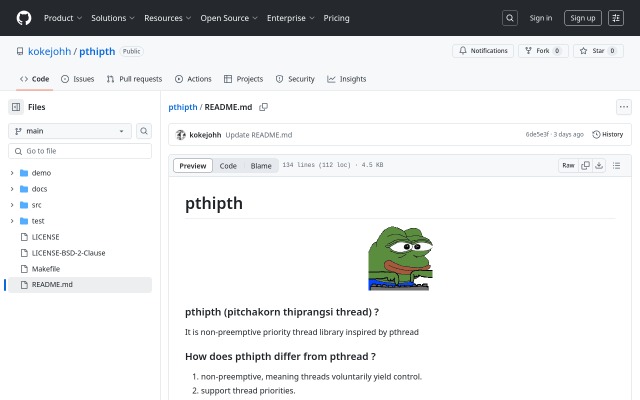 Product Solutions Resources Open Source Enterprise Pricing Sign in Sign up
kokejohh / pthipth Public Notifications Fork 0 Star 0
Code Issues Pull requests Actions Projects Security Insights
Files
main
Go to file
demo
docs
src
test
LICENSE
LICENSE-BSD-2-Clause
Makefile
README.md
pthipth / README.md
kokejohh Update README.md 6de5e3f · 3 days ago History
Preview Code Blame 134 lines (112 loc) · 4.5 KB Raw
pthipth
pthipth (pitchakorn thiprangsi thread) ?
It is non-preemptive priority thread library inspired by pthread
How does pthipth differ from pthread ?
1. non-preemptive, meaning threads voluntarily yield control.
2. support thread priorities.